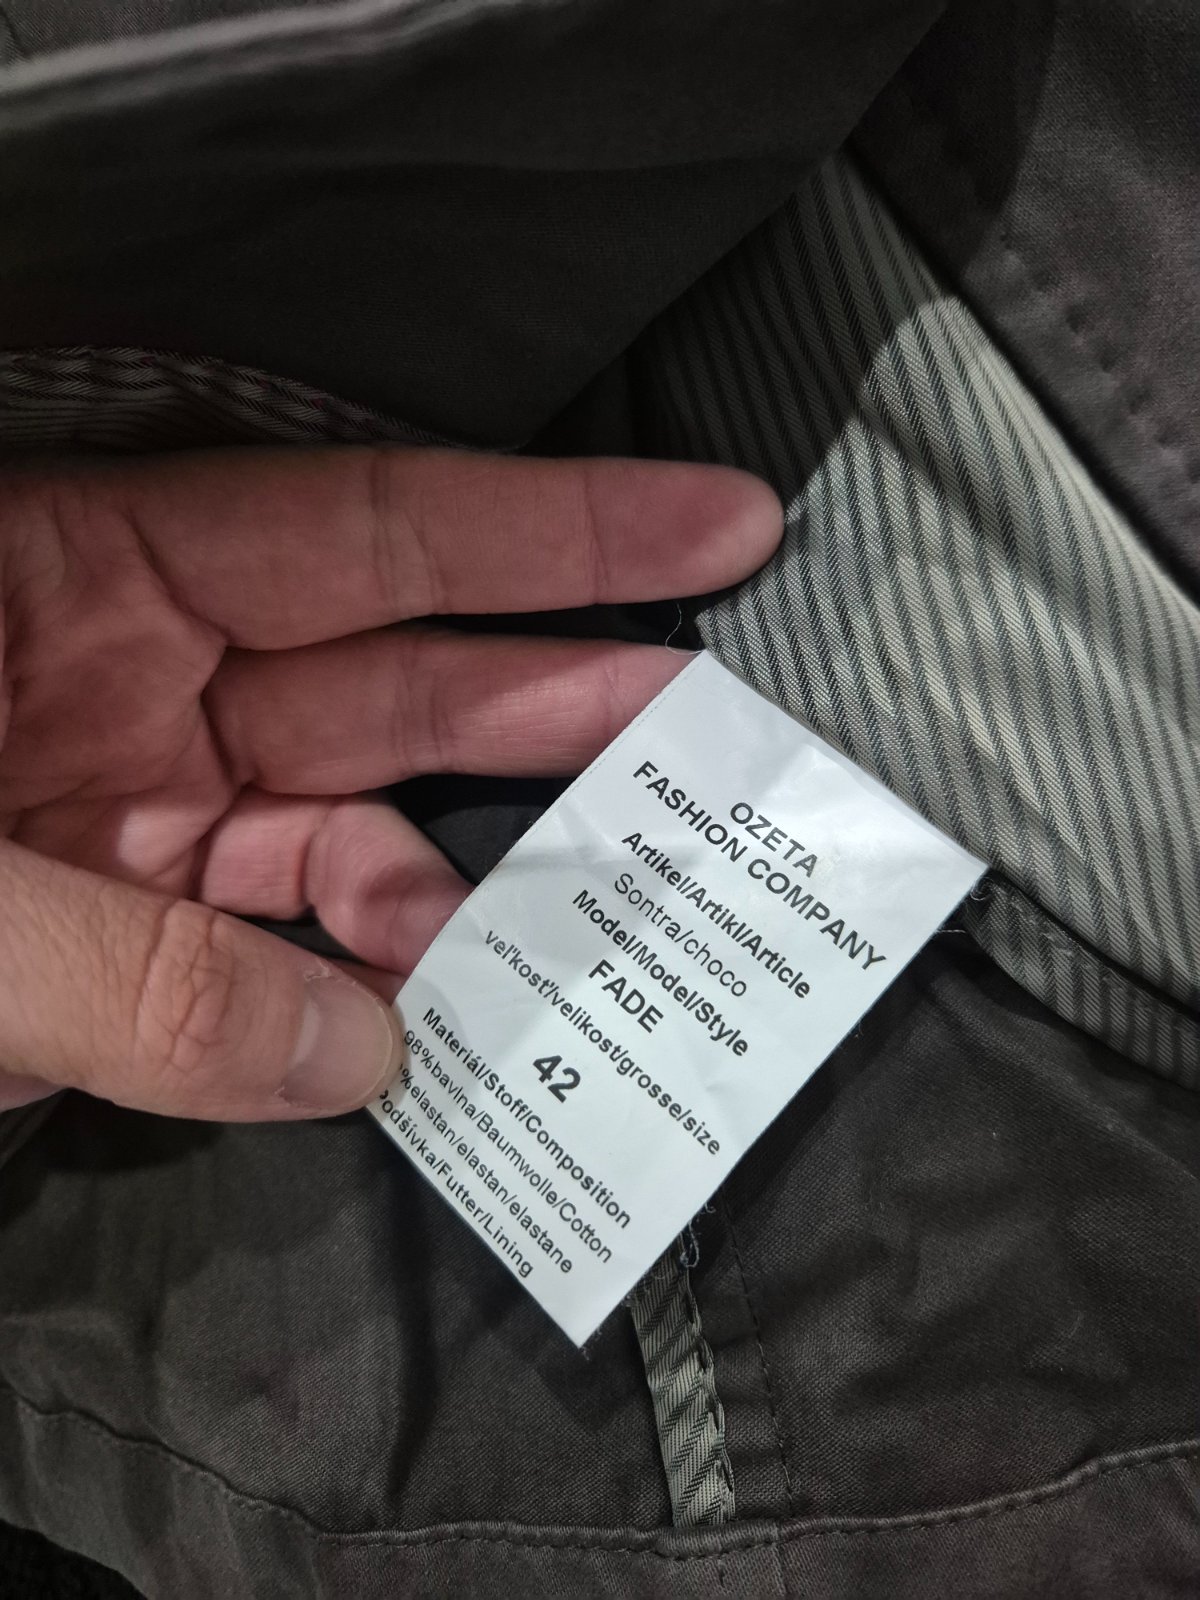 OZETA
FASHION COMPANY
Artikel/Artikl/Article
Sontra/choco
Model/Model/Style
FADE
veľkosť/velikost/grosse/size
42
Materiál/Stoff/Composition
98%bavlna/Baumwolle/Cotton
%elastan/elastan/elastane
Podšívka/Futter/Lining